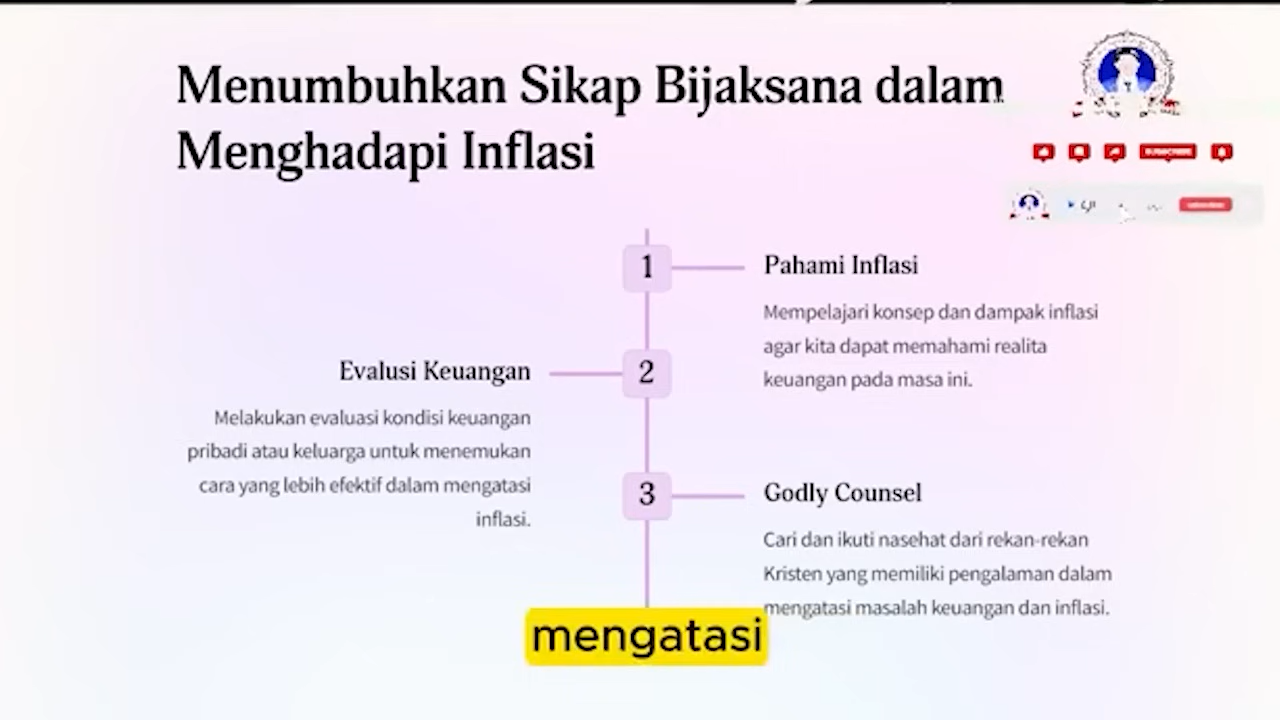 Menumbuhkan Sikap Bijaksana dalam
Menghadapi Inflasi
1
Pahami Inflasi
Mempelajari konsep dan dampak inflasi
agar kita dapat memahami realita
keuangan pada masa ini.
2
Evalusi Keuangan
Melakukan evaluasi kondisi keuangan
pribadi atau keluarga untuk menemukan
cara yang lebih efektif dalam mengatasi
inflasi.
3
Godly Counsel
Cari dan ikuti nasehat dari rekan-rekan
Kristen yang memiliki pengalaman dalam
mengatasi masalah keuangan dan inflasi.
mengatasi